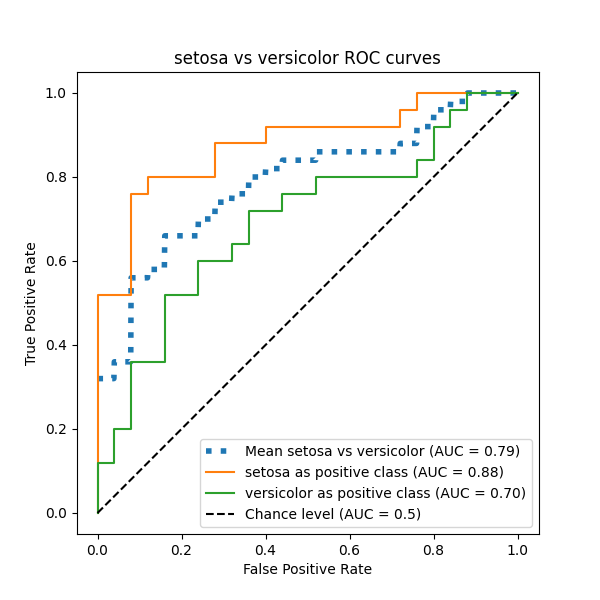 setosa vs versicolor ROC curves
1.0
0.8
0.6
0.4
0.2
0.0
True Positive Rate
Mean setosa vs versicolor (AUC = 0.79)
setosa as positive class (AUC = 0.88)
versicolor as positive class (AUC = 0.70)
Chance level (AUC = 0.5)
0.0 0.2 0.4 0.6 0.8 1.0
False Positive Rate